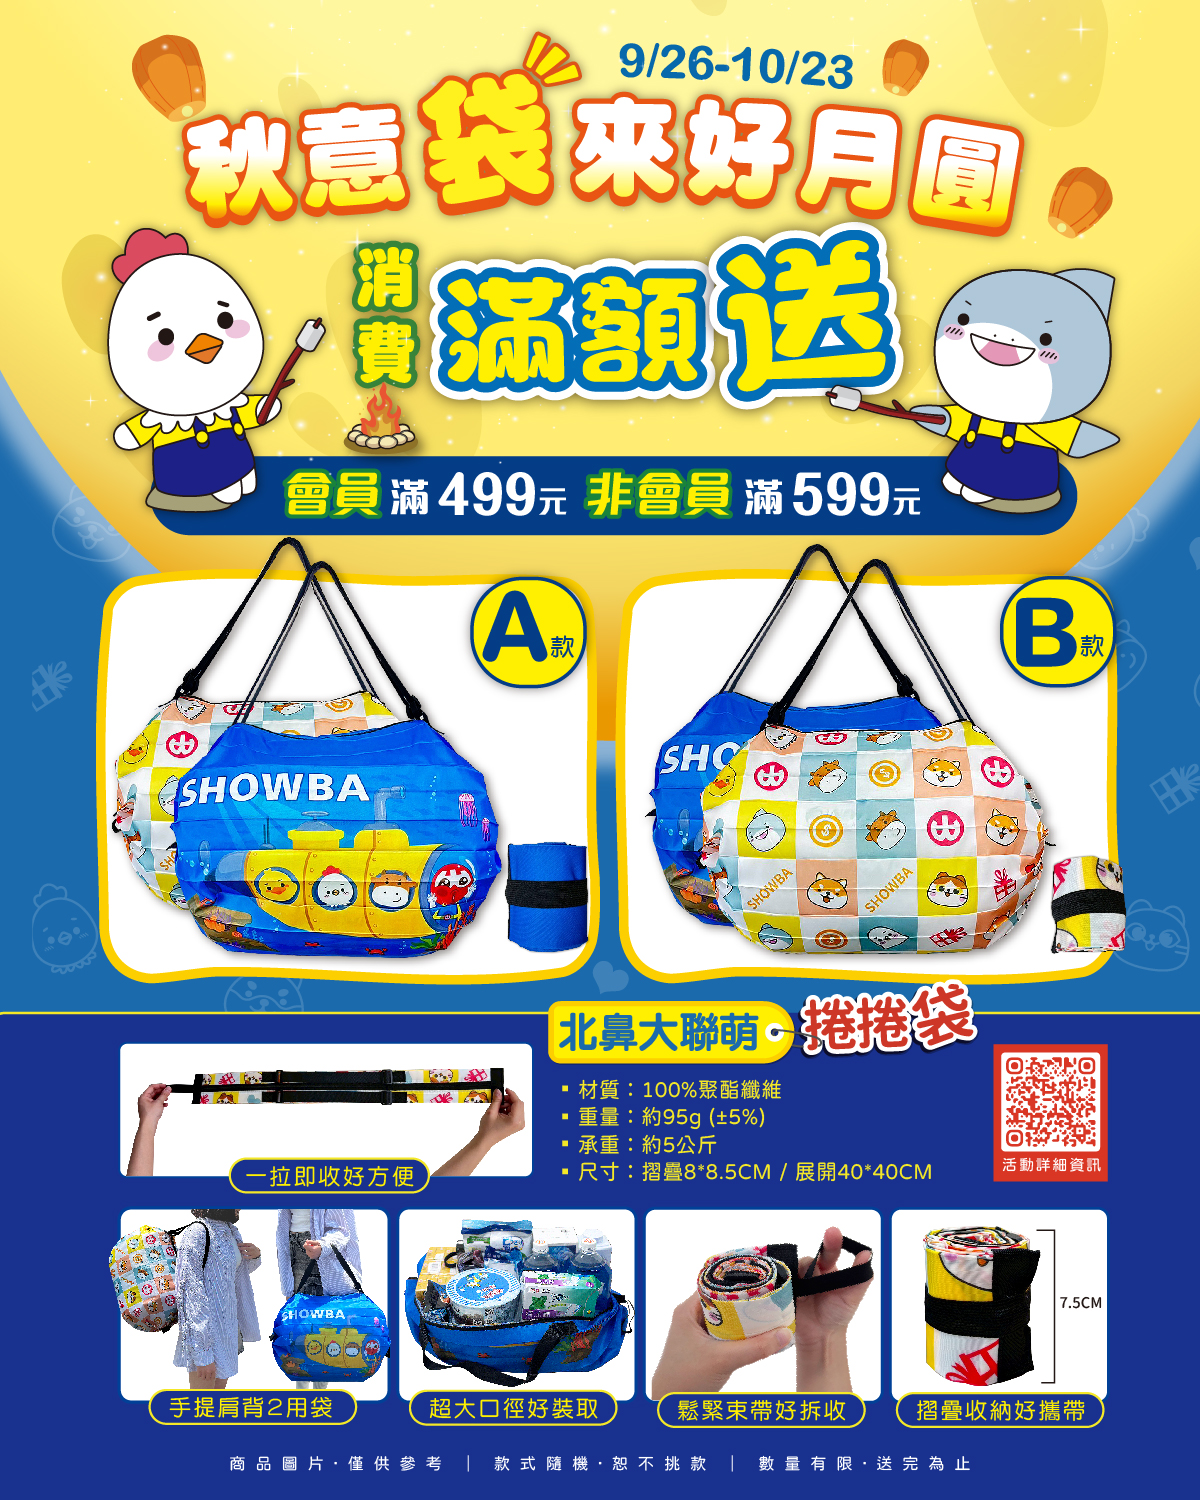 9/26-10/23
秋意袋來好月圓
消費
滿額送
會員滿499元 非會員滿599元
A款
B款
SHOWBA
SHO
SHO
SHOWBA
SHOWBA
北鼻大聯萌 捲捲袋
▪ 材質：100%聚酯纖維
▪ 重量：約95g (±5%)
▪ 承重：約5公斤
▪ 尺寸：摺疊8*8.5CM / 展開40*40CM
活動詳細資訊
一拉即收好方便
SHOWBA
7.5CM
手提肩背2用袋
超大口徑好裝取
鬆緊束帶好拆收
摺疊收納好攜帶
商品圖片·僅供參考 ｜ 款式隨機·恕不挑款 ｜ 數量有限·送完為止